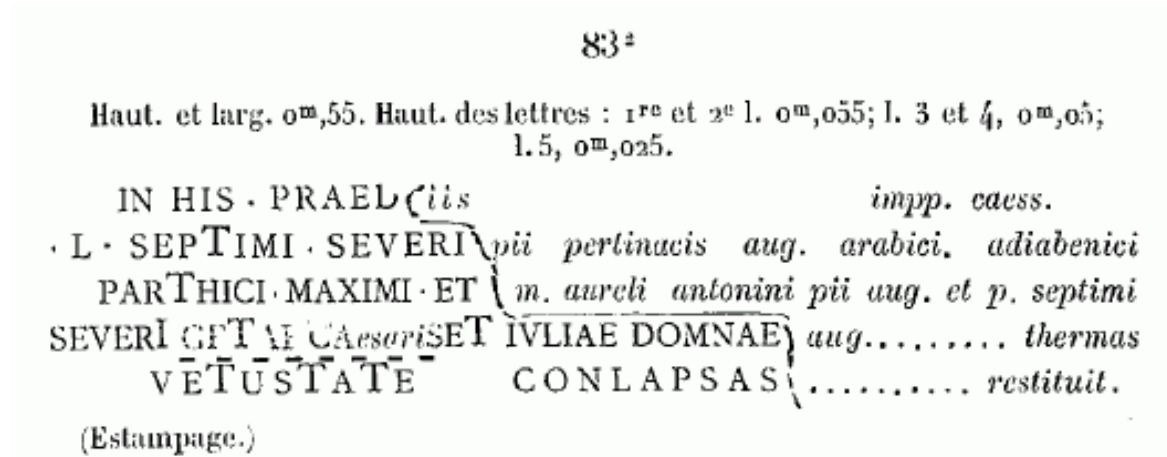 83²
Haut. et larg. 0ᵐ,55. Haut. des lettres : 1ʳᵉ et 2ᵉ l. 0ᵐ,055; l. 3 et 4, 0ᵐ,05;
l. 5, 0ᵐ,025.
IN HIS · PRAEL iis impp. caess.
· L · SEPTIMI · SEVERI pii pertinacis aug. arabici. adiabenici
PARTHICI · MAXIMI · ET m. aureli antonini pii aug. et p. septimi
SEVERI GETAE CAesariSET IVLIAE DOMNAE aug.......... thermas
VETUSTATE CONLAPSAS ........... restituit.
(Estampage.)